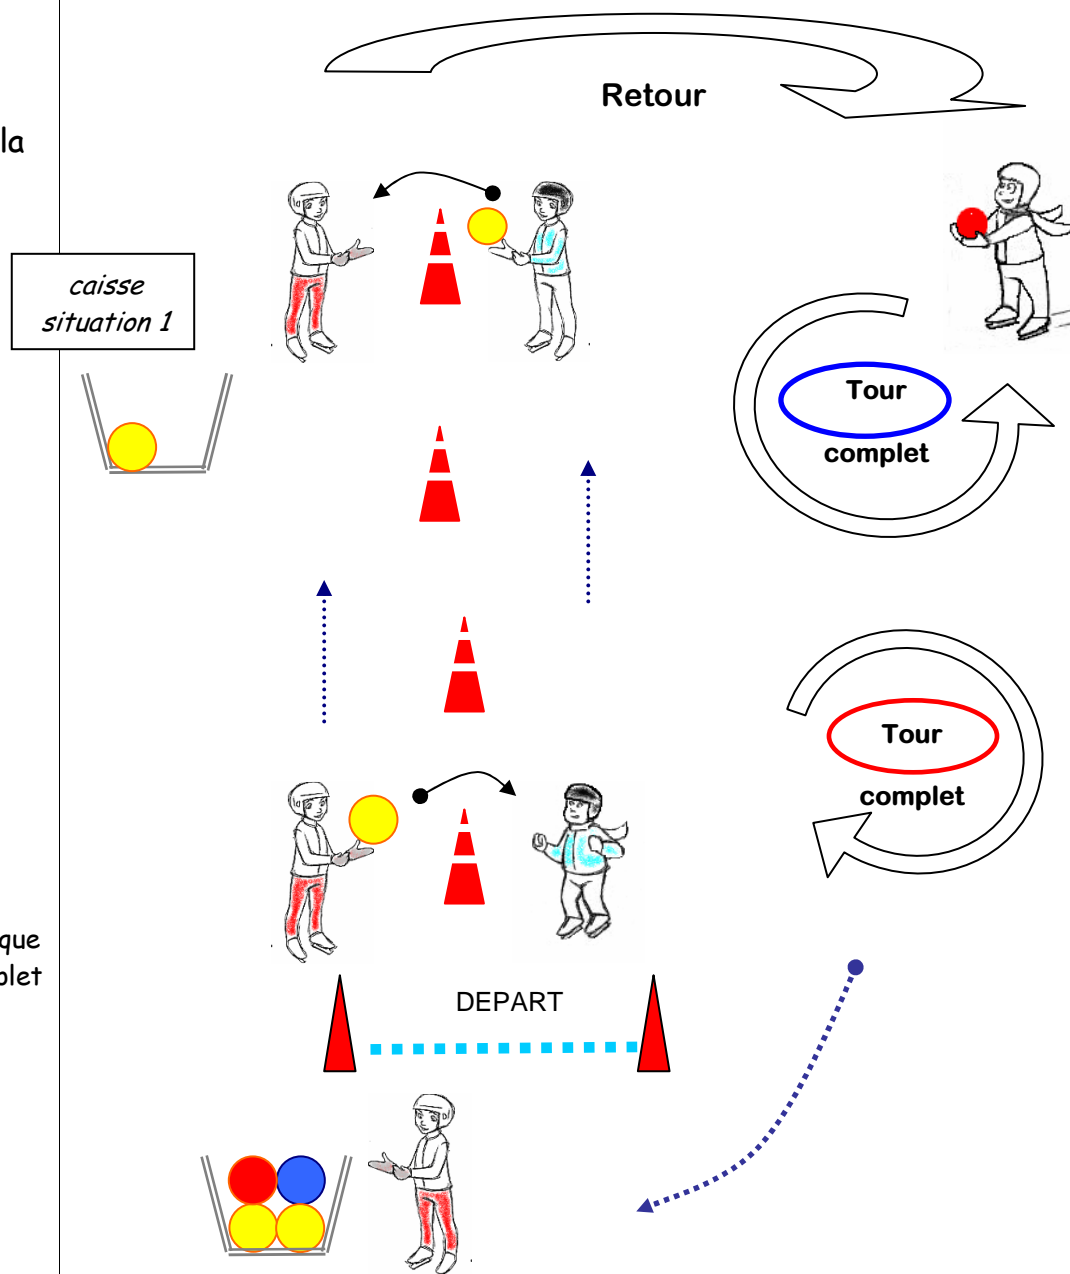 Retour
la
caisse
situation 1
Tour
complet
Tour
complet
que
plet
DEPART